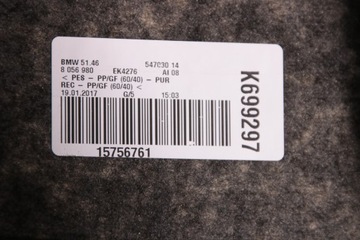 BMW 51.46 547030 14
8 056 980 EK4276 AI 08
< PES - PP/GF (60/40) - PUR
REC - PP/GF (60/40) <
19.01.2017 G/5 15:03
15756761
K699297